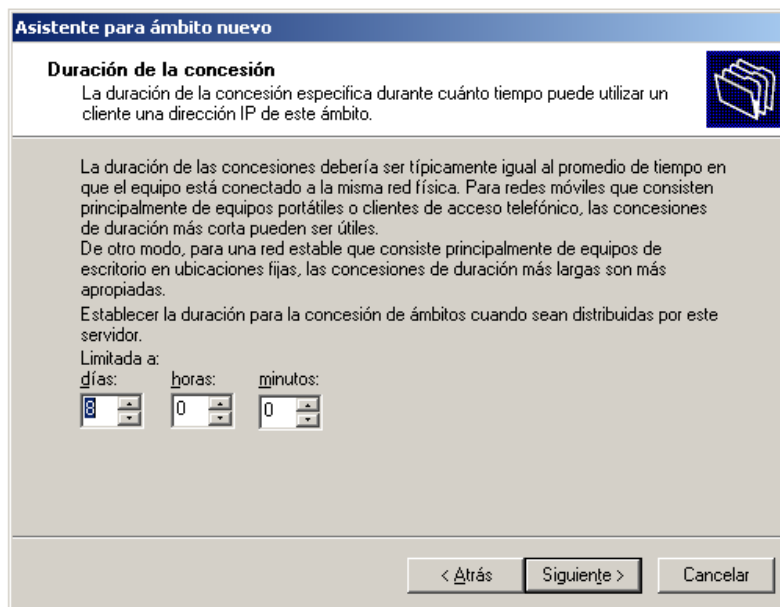 Asistente para ámbito nuevo
Duración de la concesión
La duración de la concesión especifica durante cuánto tiempo puede utilizar un
cliente una dirección IP de este ámbito.
La duración de las concesiones debería ser típicamente igual al promedio de tiempo en
que el equipo está conectado a la misma red física. Para redes móviles que consisten
principalmente de equipos portátiles o clientes de acceso telefónico, las concesiones
de duración más corta pueden ser útiles.
De otro modo, para una red estable que consiste principalmente de equipos de
escritorio en ubicaciones fijas, las concesiones de duración más largas son más
apropiadas.
Establecer la duración para la concesión de ámbitos cuando sean distribuidas por este
servidor.
Limitada a:
días: horas: minutos:
8 0 0
< Atrás Siguiente > Cancelar